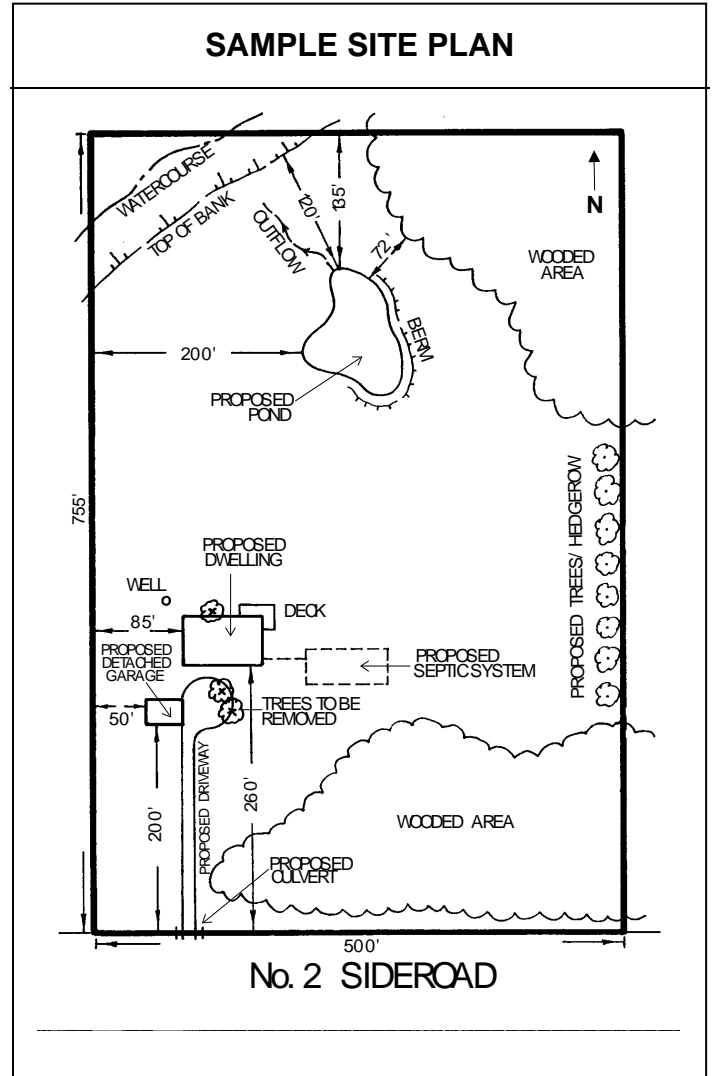 SAMPLE SITE PLAN
WATERCOURSE
TOP OF BANK
OUTFLOW
120'
135'
72'
N
WOODED
AREA
BERM
200'
PROPOSED
POND
755'
PROPOSED TREES/ HEDGEROW
PROPOSED
DWELLING
WELL
DECK
85'
PROPOSED
DETACHED
GARAGE
PROPOSED
SEPTIC SYSTEM
50'
TREES TO BE
REMOVED
200'
PROPOSED DRIVEWAY
260'
WOODED AREA
PROPOSED
CULVERT
500'
No. 2 SIDEROAD